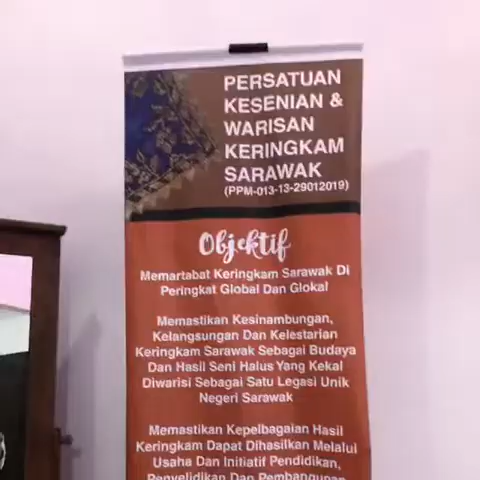 PERSATUAN
KESENIAN &
WARISAN
KERINGKAM
SARAWAK
(PPM-013-13-29012019)
Objektif
Memartabat Keringkam Sarawak Di
Peringkat Global Dan Glokal
Memastikan Kesinambungan,
Kelangsungan Dan Kelestarian
Keringkam Sarawak Sebagai Budaya
Dan Hasil Seni Halus Yang Kekal
Diwarisi Sebagai Satu Legasi Unik
Negeri Sarawak
Memastikan Kepelbagaian Hasil
Keringkam Dapat Dihasilkan Melalui
Usaha Dan Initiatif Pendidikan,
Penyelidikan Dan Pembangunan